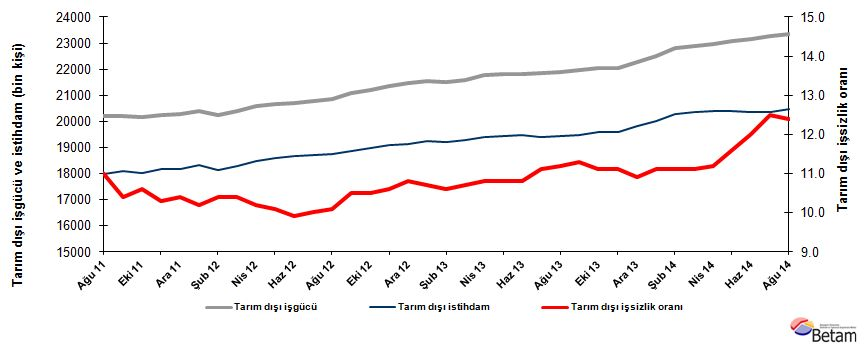 Tarım dışı işgücü ve istihdam (bin kişi)
24000
23000
22000
21000
20000
19000
18000
17000
16000
15000
15.0
14.0
13.0
12.0
11.0
10.0
9.0
Tarım dışı işsizlik oranı
Ağu 11
Eki 11
Ara 11
Şub 12
Nis 12
Haz 12
Ağu 12
Eki 12
Ara 12
Şub 13
Nis 13
Haz 13
Ağu 13
Eki 13
Ara 13
Şub 14
Nis 14
Haz 14
Ağu 14
Tarım dışı işgücü
Tarım dışı istihdam
Tarım dışı işsizlik oranı
Betam